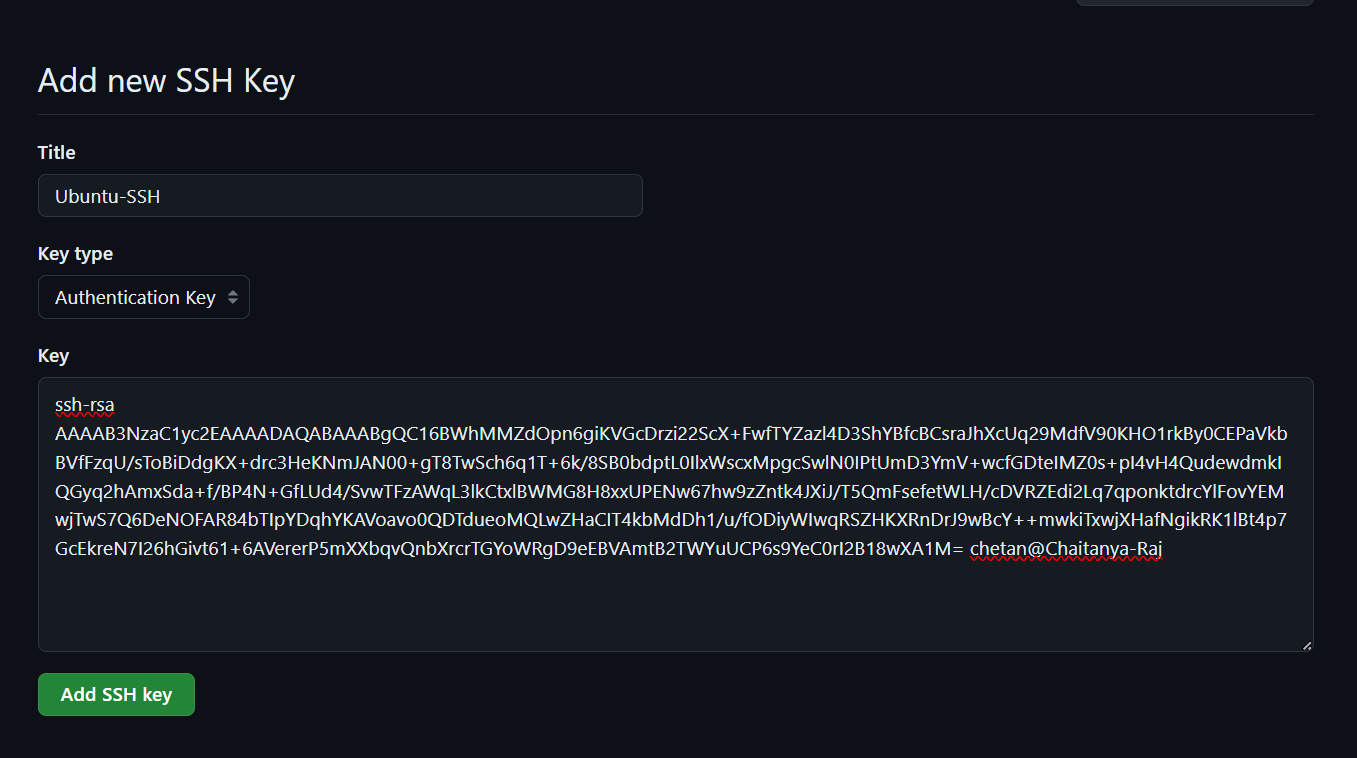 Add new SSH Key
Title
Ubuntu-SSH
Key type
Authentication Key
Key
ssh-rsa
AAAAB3NzaC1yc2EAAAADAQABAAABgQC16BWhMMZdOpn6giKVGcDrzi22ScX+FwfTYZazl4D3ShYBfcBCsraJhXcUq29MdfV90KHO1rkBy0CEPaVkb
BVfFzqU/sToBiDdgKX+drc3HeKNmJAN00+gT8TwSch6q1T+6k/8SB0bdptL0IlxWscxMpgcSwlN0IPtUmD3YmV+wcfGDteIMZ0s+pI4vH4QudewdmkI
QGyq2hAmxSda+f/BP4N+GfLUd4/SvwTFzAWqL3lkCtxlBWMG8H8xxUPENw67hw9zZntk4JXiJ/T5QmFsefetWLH/cDVRZEdi2Lq7qponktdrcYlFovYEM
wjTwS7Q6DeNOFAR84bTIpYDqhYKAVoavo0QDTdueoMQLwZHaCIT4kbMdDh1/u/fODiyWIwqRSZHKXRnDrJ9wBcY++mwkiTxwjXHafNgikRK1lBt4p7
GcEkreN7I26hGivt61+6AVererP5mXXbqvQnbXrcrTGYoWRgD9eEBVAmtB2TWYuUCP6s9YeC0rI2B18wXA1M= chetan@Chaitanya-Raj
Add SSH key